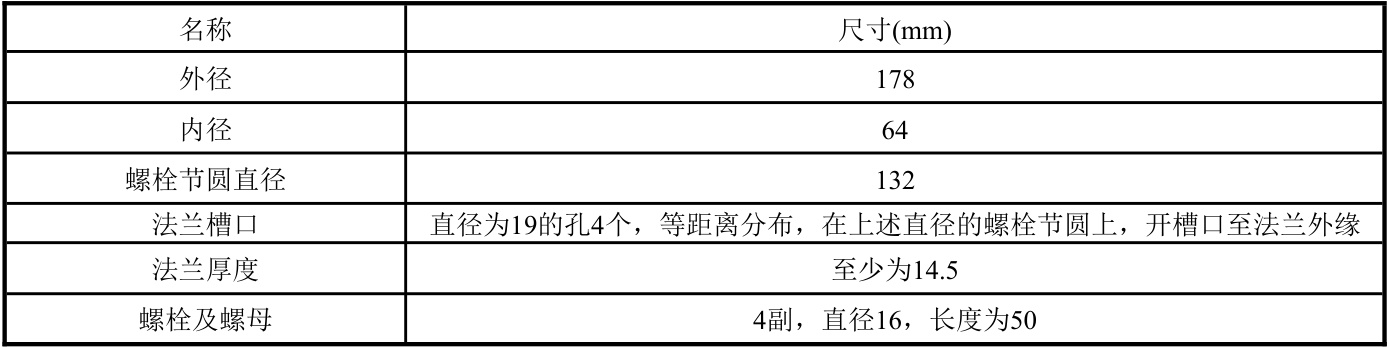 名称 尺寸(mm)
外径 178
内径 64
螺栓节圆直径 132
法兰槽口 直径为19的孔4个，等距离分布，在上述直径的螺栓节圆上，开槽口至法兰外缘
法兰厚度 至少为14.5
螺栓及螺母 4副，直径16，长度为50